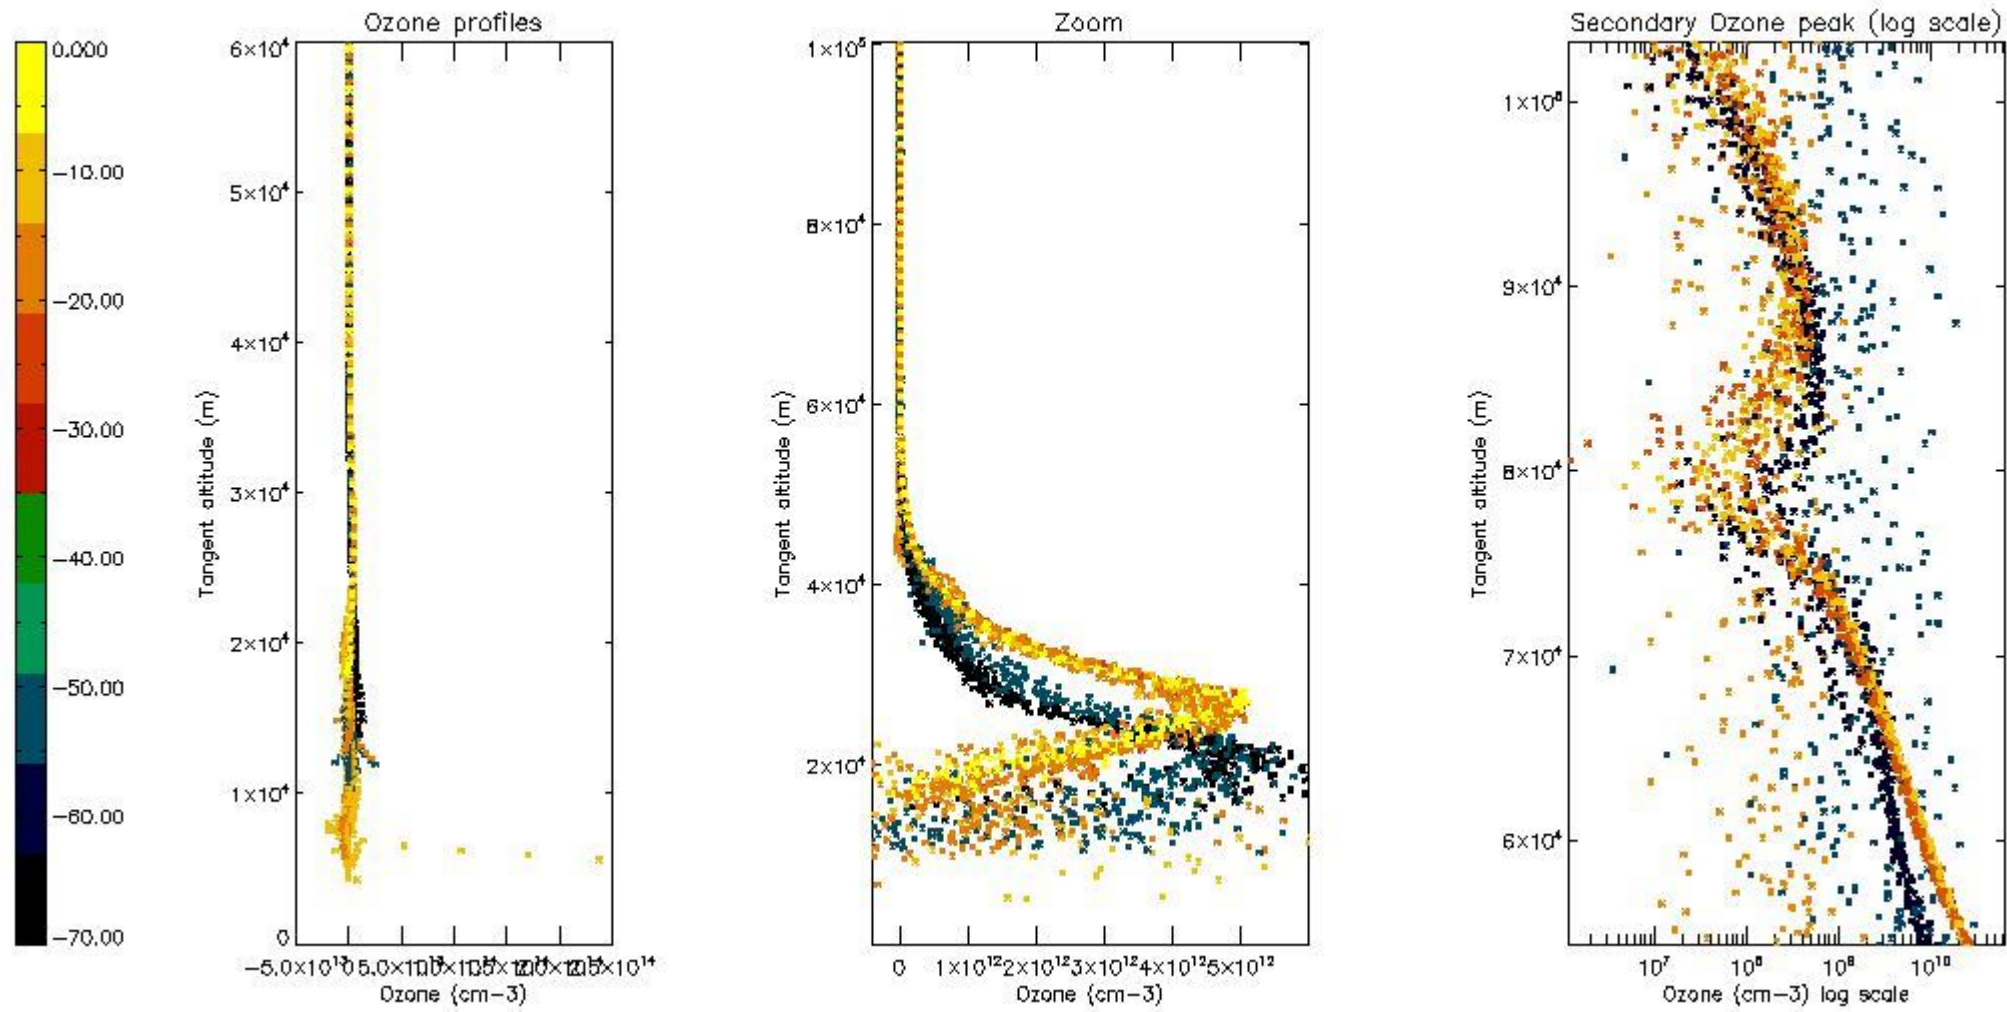 Ozone profiles
Zoom
Secondary Ozone peak (log scale)
0.000
−10.00
−20.00
−30.00
−40.00
−50.00
−60.00
−70.00
6×10⁴
5×10⁴
4×10⁴
3×10⁴
2×10⁴
1×10⁴
0
Tangent altitude (m)
−5.0×10¹³
Ozone (cm−3)
1×10⁵
8×10⁴
6×10⁴
4×10⁴
2×10⁴
Tangent altitude (m)
0 1×10¹² 2×10¹² 3×10¹² 4×10¹² 5×10¹²
Ozone (cm−3)
9×10⁴
8×10⁴
7×10⁴
6×10⁴
Tangent altitude (m)
10⁷ 10⁸ 10⁹ 10¹⁰
Ozone (cm−3) log scale